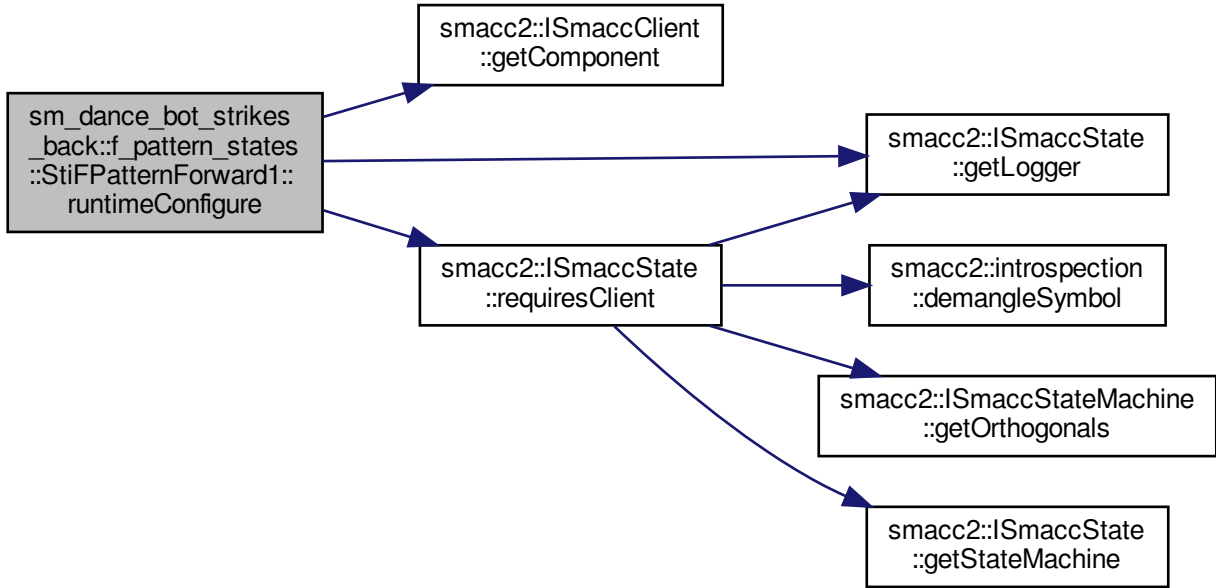 smacc2::ISmaccClient
::getComponent
sm_dance_bot_strikes
_back::f_pattern_states
::StiFPatternForward1::
runtimeConfigure
smacc2::ISmaccState
::getLogger
smacc2::ISmaccState
::requiresClient
smacc2::introspection
::demangleSymbol
smacc2::ISmaccStateMachine
::getOrthogonals
smacc2::ISmaccState
::getStateMachine